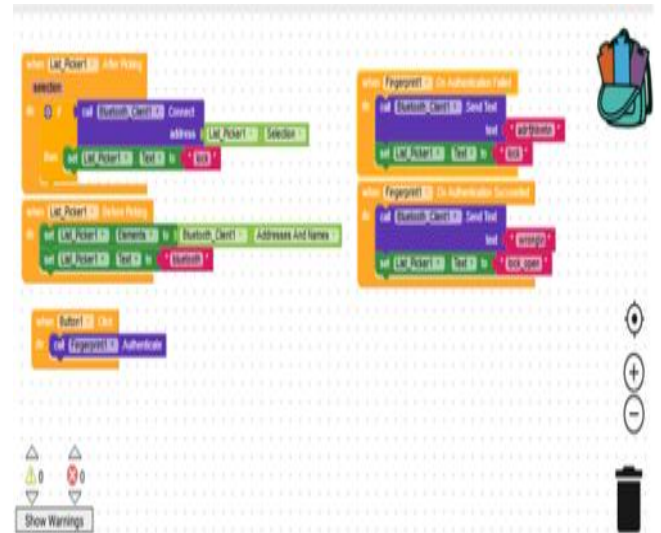 when List_Picker1 After Picking
selection
do if call Bluetooth_Client1 Connect
address List_Picker1 Selection
then set List_Picker1 Text to " lock "
when List_Picker1 Before Picking
do set List_Picker1 Elements to Bluetooth_Client1 Addresses And Names
set List_Picker1 Text to " bluetooth "
when Button1 Click
do call Fingerprint1 Authenticate
when Fingerprint1 On Authentication Failed
do call Bluetooth_Client1 Send Text
text
set List_Picker1 Text to " lock "
when Fingerprint1 On Authentication Succeeded
do call Bluetooth_Client1 Send Text
text
set List_Picker1 Text to " lock_open "
0 0
Show Warnings